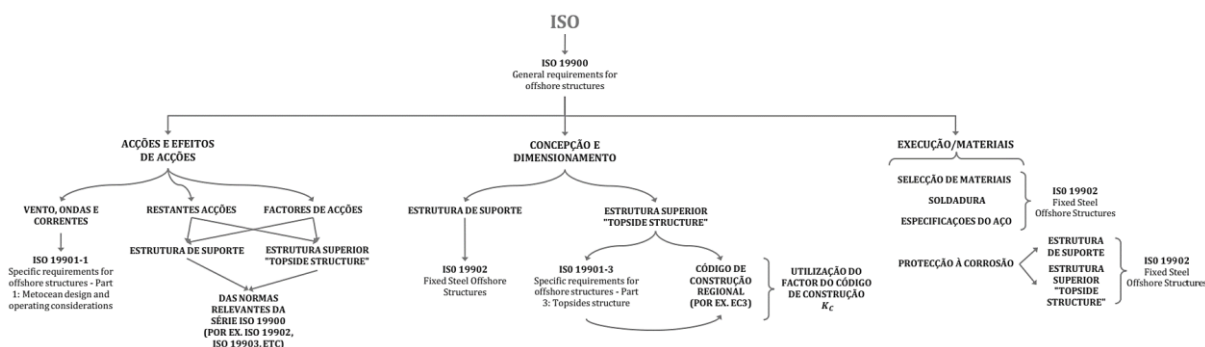 ISO
ISO 19900
General requirements for
offshore structures
ACÇÕES E EFEITOS
DE ACÇÕES
CONCEPÇÃO E
DIMENSIONAMENTO
EXECUÇÃO/MATERIAIS
VENTO, ONDAS E
CORRENTES
RESTANTES ACÇÕES
FACTORES DE ACÇÕES
ISO 19901-1
Specific requirements for
offshore structures - Part
1: Metocean design and
operating considerations
ESTRUTURA DE SUPORTE
ESTRUTURA SUPERIOR
"TOPSIDE STRUCTURE"
DAS NORMAS
RELEVANTES DA
SÉRIE ISO 19900
(POR EX. ISO 19902,
ISO 19903, ETC)
ESTRUTURA DE SUPORTE
ESTRUTURA SUPERIOR
"TOPSIDE STRUCTURE"
ISO 19902
Fixed Steel Offshore
Structures
ISO 19901-3
Specific requirements for
offshore structures - Part
3: Topsides structure
CÓDIGO DE
CONSTRUÇÃO
REGIONAL
(POR EX. EC3)
UTILIZAÇÃO DO
FACTOR DO CÓDIGO
DE CONSTRUÇÃO
K_C
SELECÇÃO DE MATERIAIS
SOLDADURA
ESPECIFICAÇOES DO AÇO
ISO 19902
Fixed Steel
Offshore Structures
PROTECÇÃO À CORROSÃO
ESTRUTURA
DE SUPORTE
ESTRUTURA
SUPERIOR
"TOPSIDE
STRUCTURE"
ISO 19902
Fixed Steel
Offshore Structures